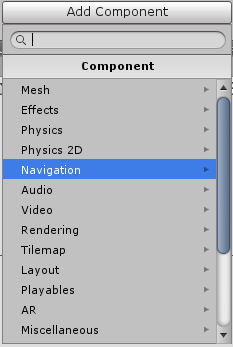 Add Component
Component
Mesh
Effects
Physics
Physics 2D
Navigation
Audio
Video
Rendering
Tilemap
Layout
Playables
AR
Miscellaneous